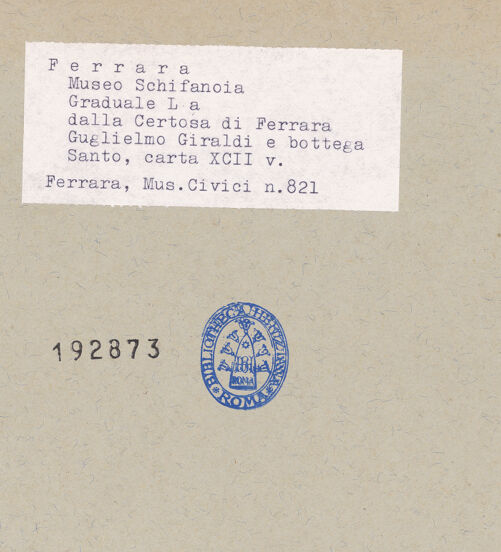 F e r r a r a
Museo Schifanoia
Graduale L a
dalla Certosa di Ferrara
Guglielmo Giraldi e bottega
Santo, carta XCII v.
Ferrara, Mus.Civici n.821
192873
BIBLIOTHECA HERTZIANA
ROMA
ROMA